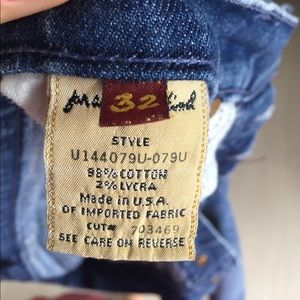 32
STYLE
U144079U-079U
98% COTTON
2% LYCRA
Made in U.S.A.
OF IMPORTED FABRIC
CUT# 703469
SEE CARE ON REVERSE